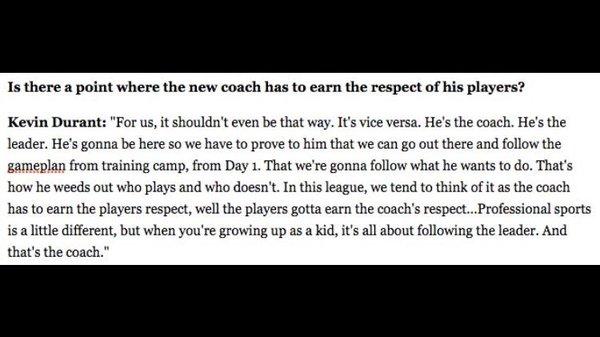 Is there a point where the new coach has to earn the respect of his players?
Kevin Durant: "For us, it shouldn't even be that way. It's vice versa. He's the coach. He's the
leader. He's gonna be here so we have to prove to him that we can go out there and follow the
gameplan from training camp, from Day 1. That we're gonna follow what he wants to do. That's
how he weeds out who plays and who doesn't. In this league, we tend to think of it as the coach
has to earn the players respect, well the players gotta earn the coach's respect...Professional sports
is a little different, but when you're growing up as a kid, it's all about following the leader. And
that's the coach."